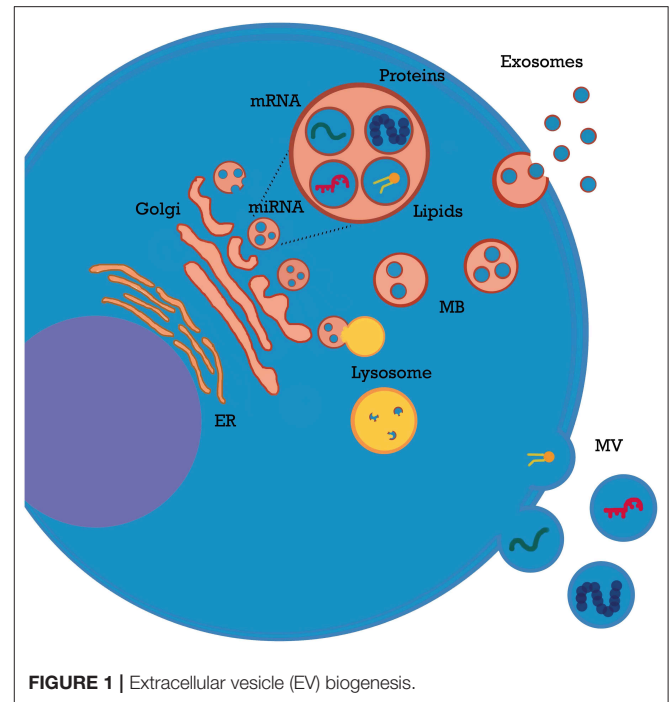 Proteins
Exosomes
mRNA
Golgi
miRNA
Lipids
MB
Lysosome
ER
MV
FIGURE 1 | Extracellular vesicle (EV) biogenesis.